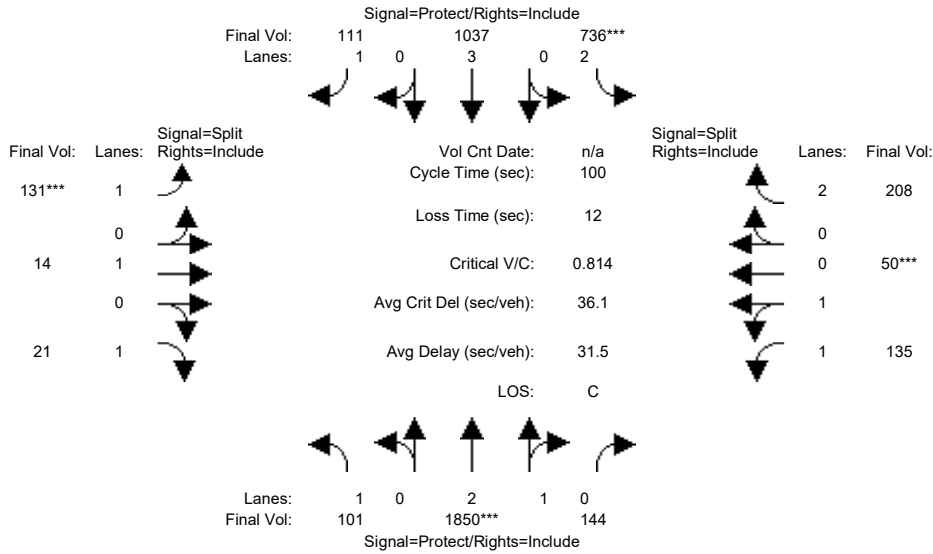 Signal=Protect/Rights=Include
Final Vol: 111 1037 736***
Lanes: 1 0 3 0 2
Signal=Split
Final Vol: Lanes: Rights=Include
Vol Cnt Date: n/a
Signal=Split
Rights=Include Lanes: Final Vol:
Cycle Time (sec): 100
131*** 1
2 208
Loss Time (sec): 12
0
0
14 1
Critical V/C: 0.814
0 50***
0
Avg Crit Del (sec/veh): 36.1
1
21 1
Avg Delay (sec/veh): 31.5
1 135
LOS: C
Lanes: 1 0 2 1 0
Final Vol: 101 1850*** 144
Signal=Protect/Rights=Include